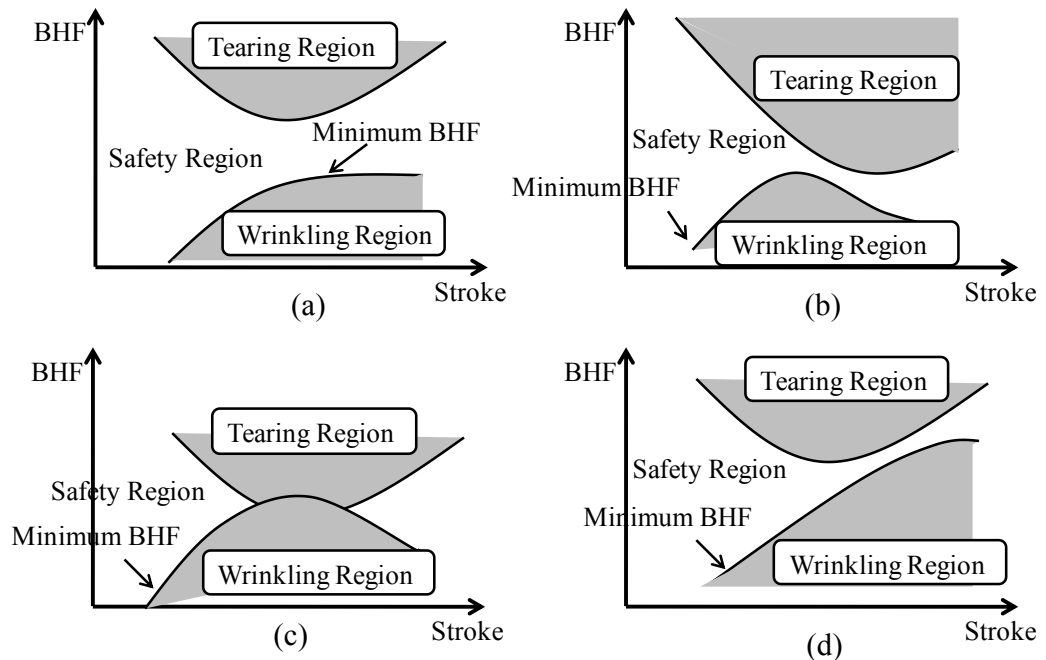 BHF
Tearing Region
Minimum BHF
Safety Region
Wrinkling Region
Stroke
(a)
BHF
Tearing Region
Safety Region
Minimum BHF
Wrinkling Region
Stroke
(b)
BHF
Tearing Region
Safety Region
Minimum BHF
Wrinkling Region
Stroke
(c)
BHF
Tearing Region
Safety Region
Minimum BHF
Wrinkling Region
Stroke
(d)